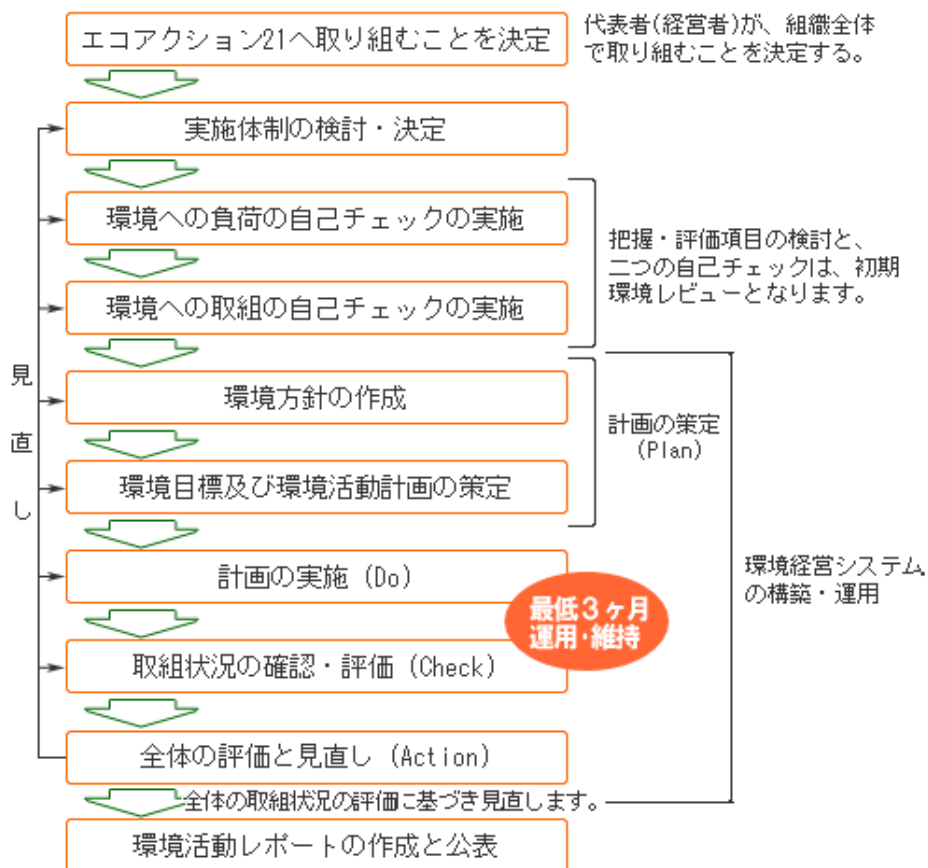 エコアクション21へ取り組むことを決定
代表者(経営者)が、組織全体
で取り組むことを決定する。
実施体制の検討・決定
環境への負荷の自己チェックの実施
環境への取組の自己チェックの実施
把握・評価項目の検討と、
二つの自己チェックは、初期
環境レビューとなります。
見直し
環境方針の作成
環境目標及び環境活動計画の策定
計画の策定
(Plan)
計画の実施 (Do)
最低3ヶ月
運用・維持
環境経営システム
の構築・運用
取組状況の確認・評価 (Check)
全体の評価と見直し (Action)
全体の取組状況の評価に基づき見直します。
環境活動レポートの作成と公表